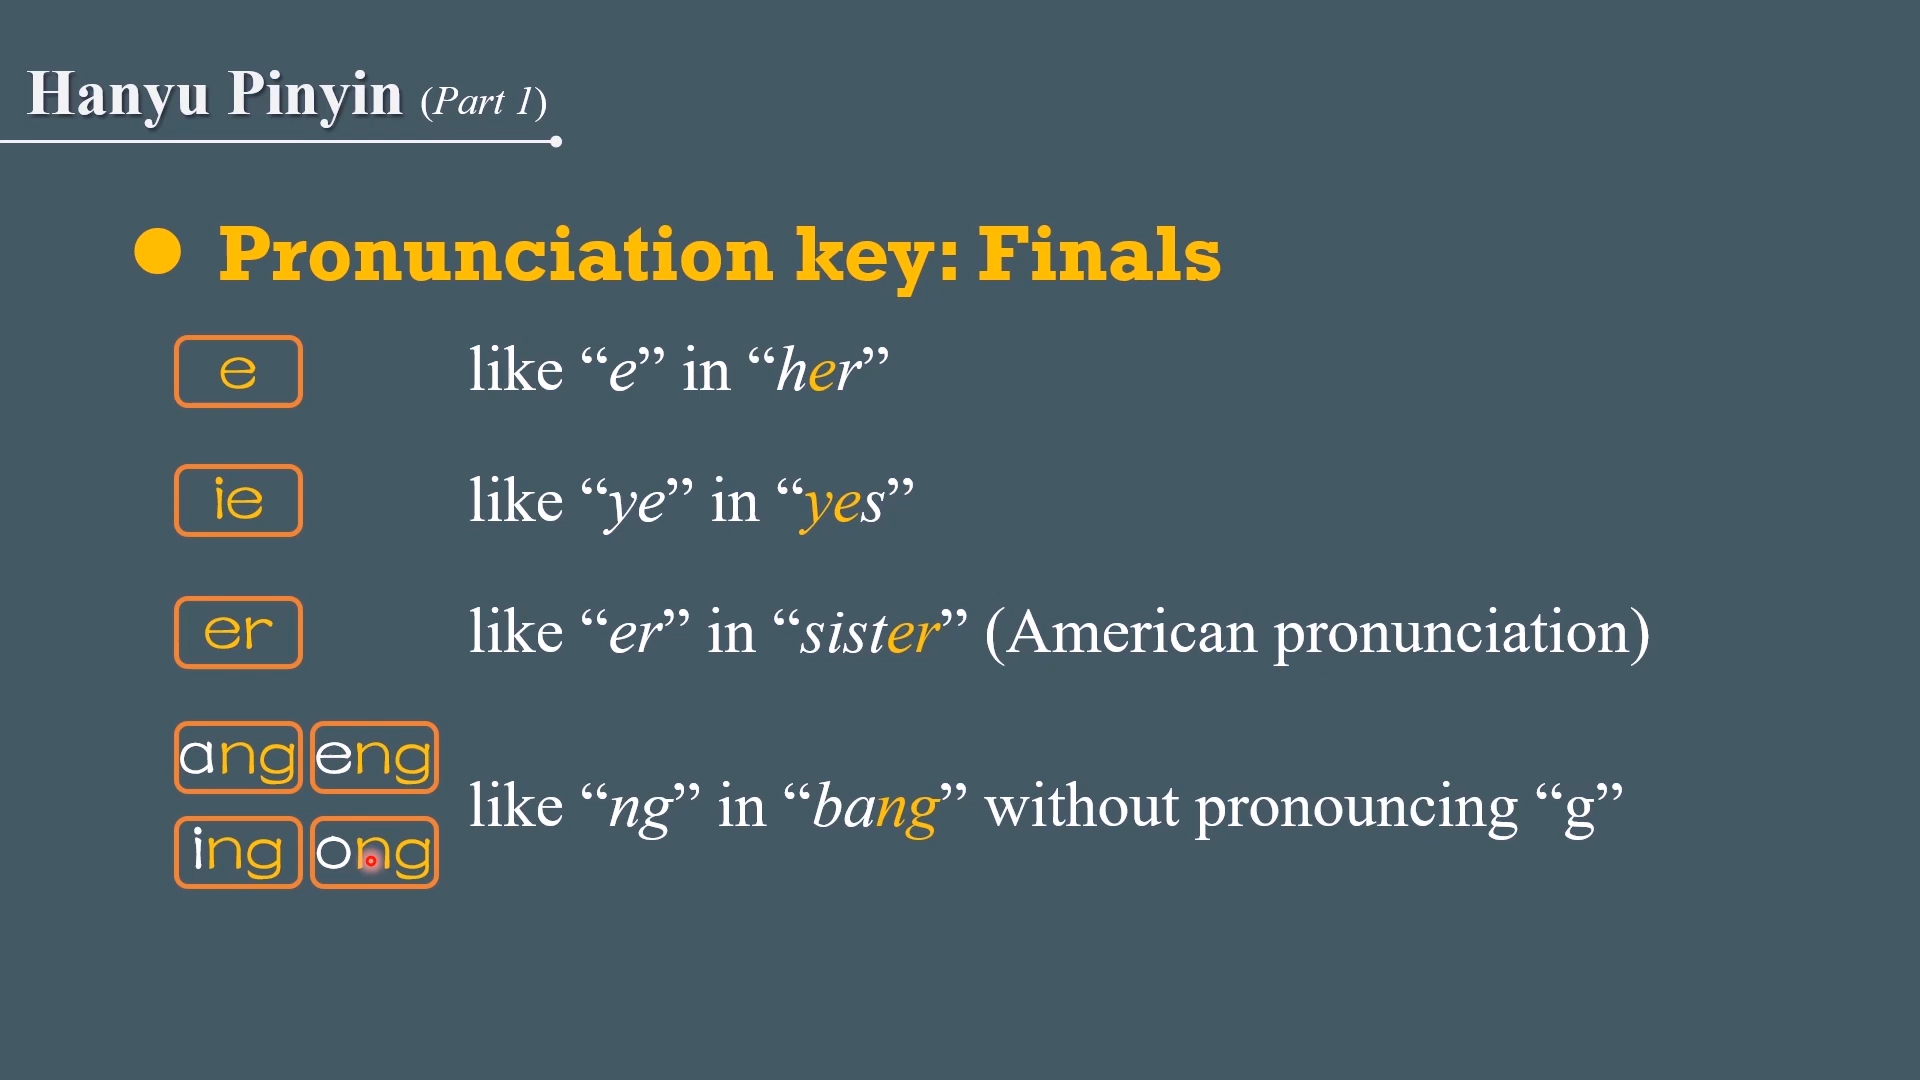 Hanyu Pinyin (Part 1)
Pronunciation key: Finals
e like “e” in “her”
ie like “ye” in “yes”
er like “er” in “sister” (American pronunciation)
ang eng
ing ong
like “ng” in “bang” without pronouncing “g”